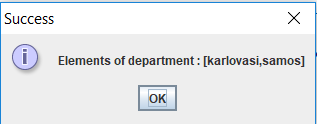 Success
Elements of department : [karlovasi,samos]
OK